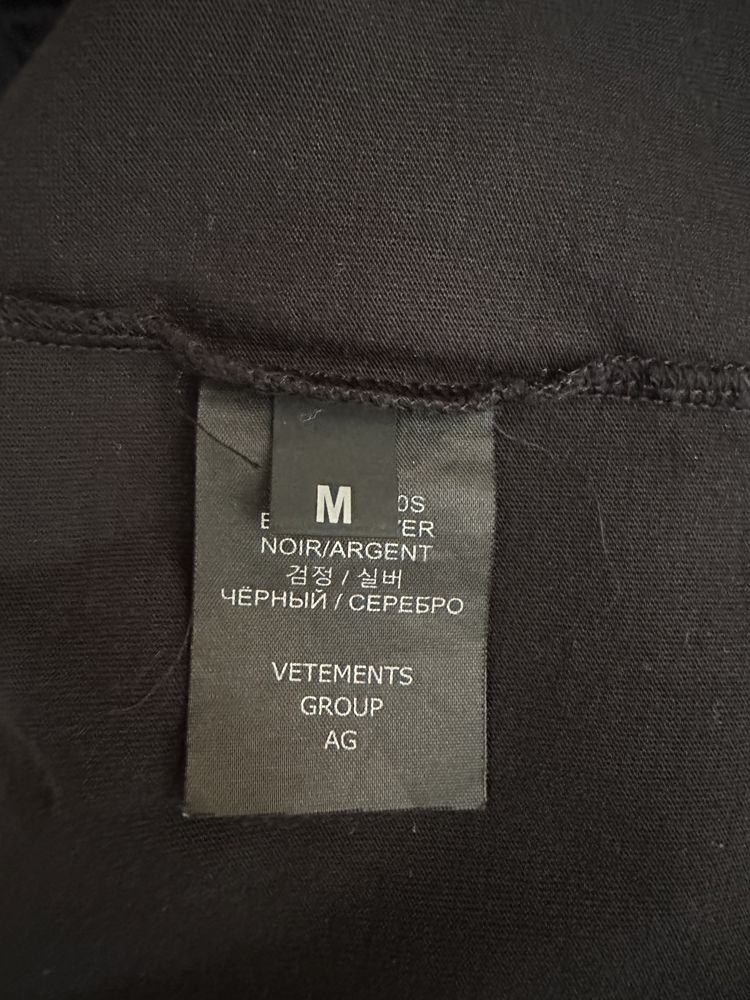 M
NOIR/ARGENT
검정 / 실버
ЧЁРНЫЙ / СЕРЕБРО
VETEMENTS
GROUP
AG